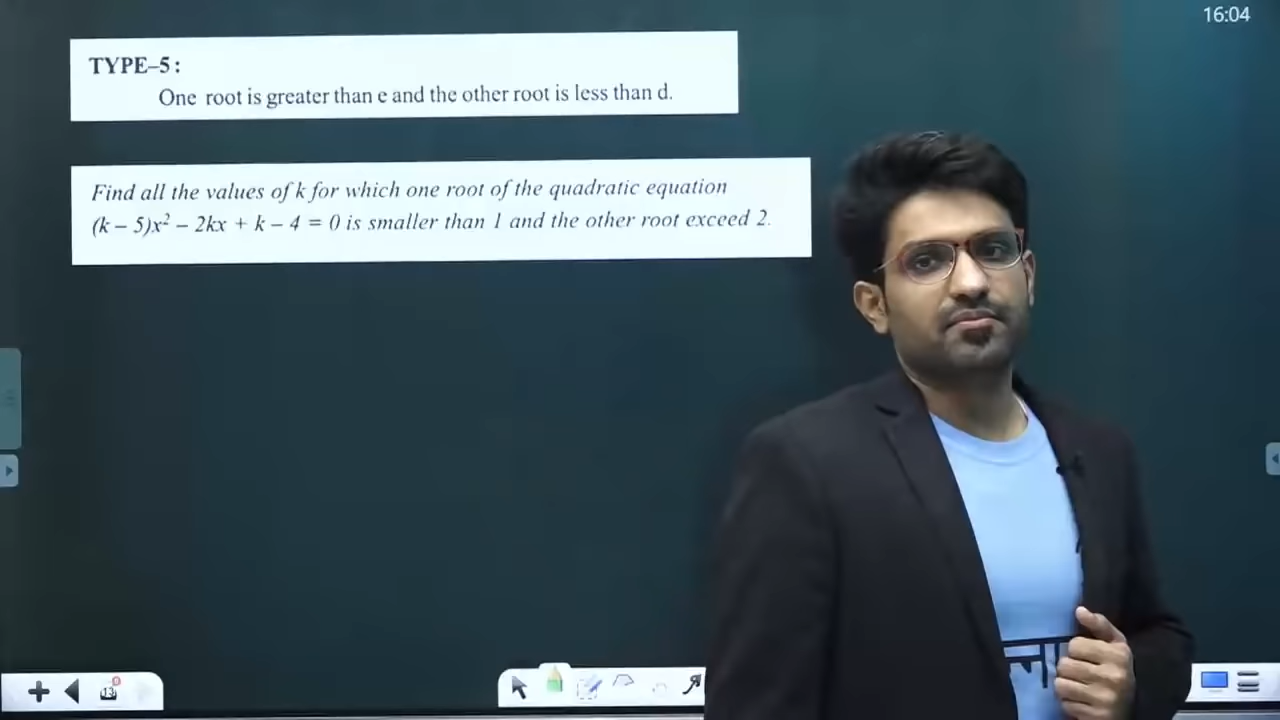 16:04
TYPE–5:
One root is greater than e and the other root is less than d.
Find all the values of k for which one root of the quadratic equation
(k – 5)x² – 2kx + k – 4 = 0 is smaller than 1 and the other root exceed 2.